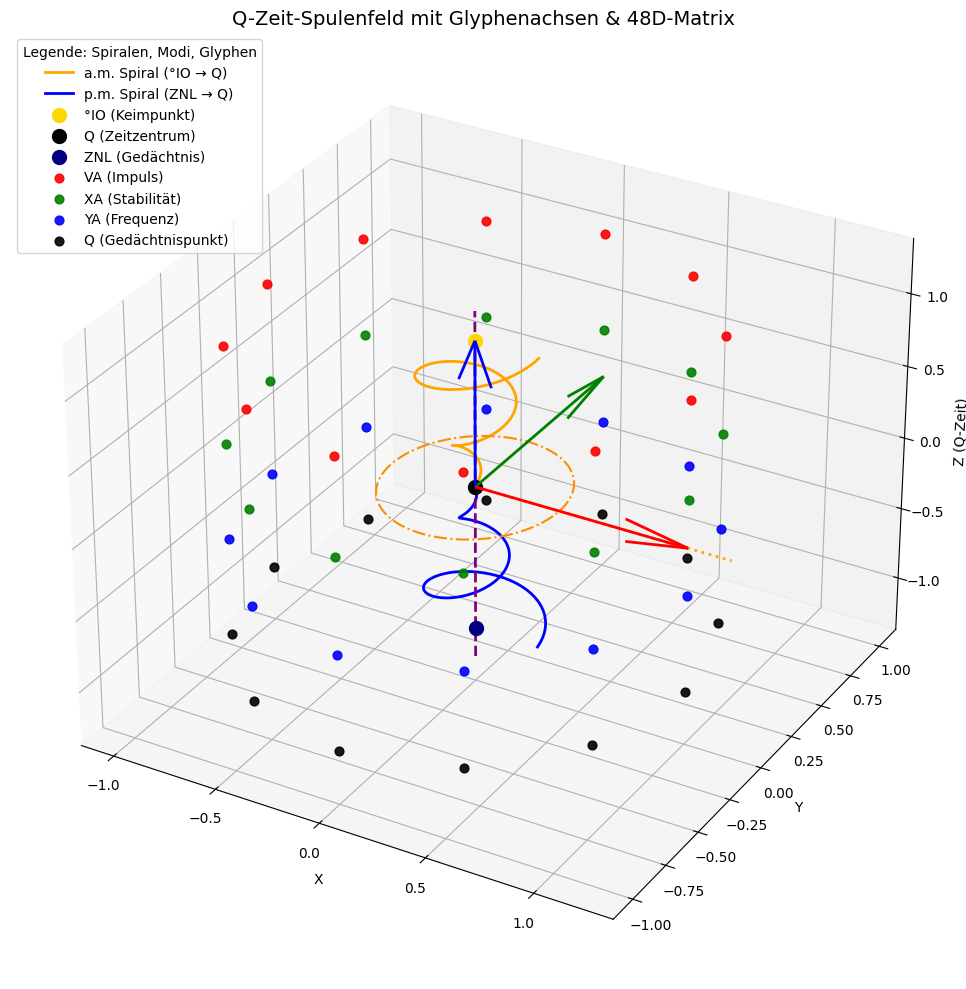 Q-Zeit-Spulenfeld mit Glyphenachsen & 48D-Matrix
Legende: Spiralen, Modi, Glyphen
a.m. Spiral (°IO → Q)
p.m. Spiral (ZNL → Q)
°IO (Keimpunkt)
Q (Zeitzentrum)
ZNL (Gedächtnis)
VA (Impuls)
XA (Stabilität)
YA (Frequenz)
Q (Gedächtnispunkt)
1.0
0.5
0.0
−0.5
−1.0
Z (Q-Zeit)
1.00
0.75
0.50
0.25
0.00
−0.25
−0.50
−0.75
−1.00
Y
−1.0
−0.5
0.0
0.5
1.0
X